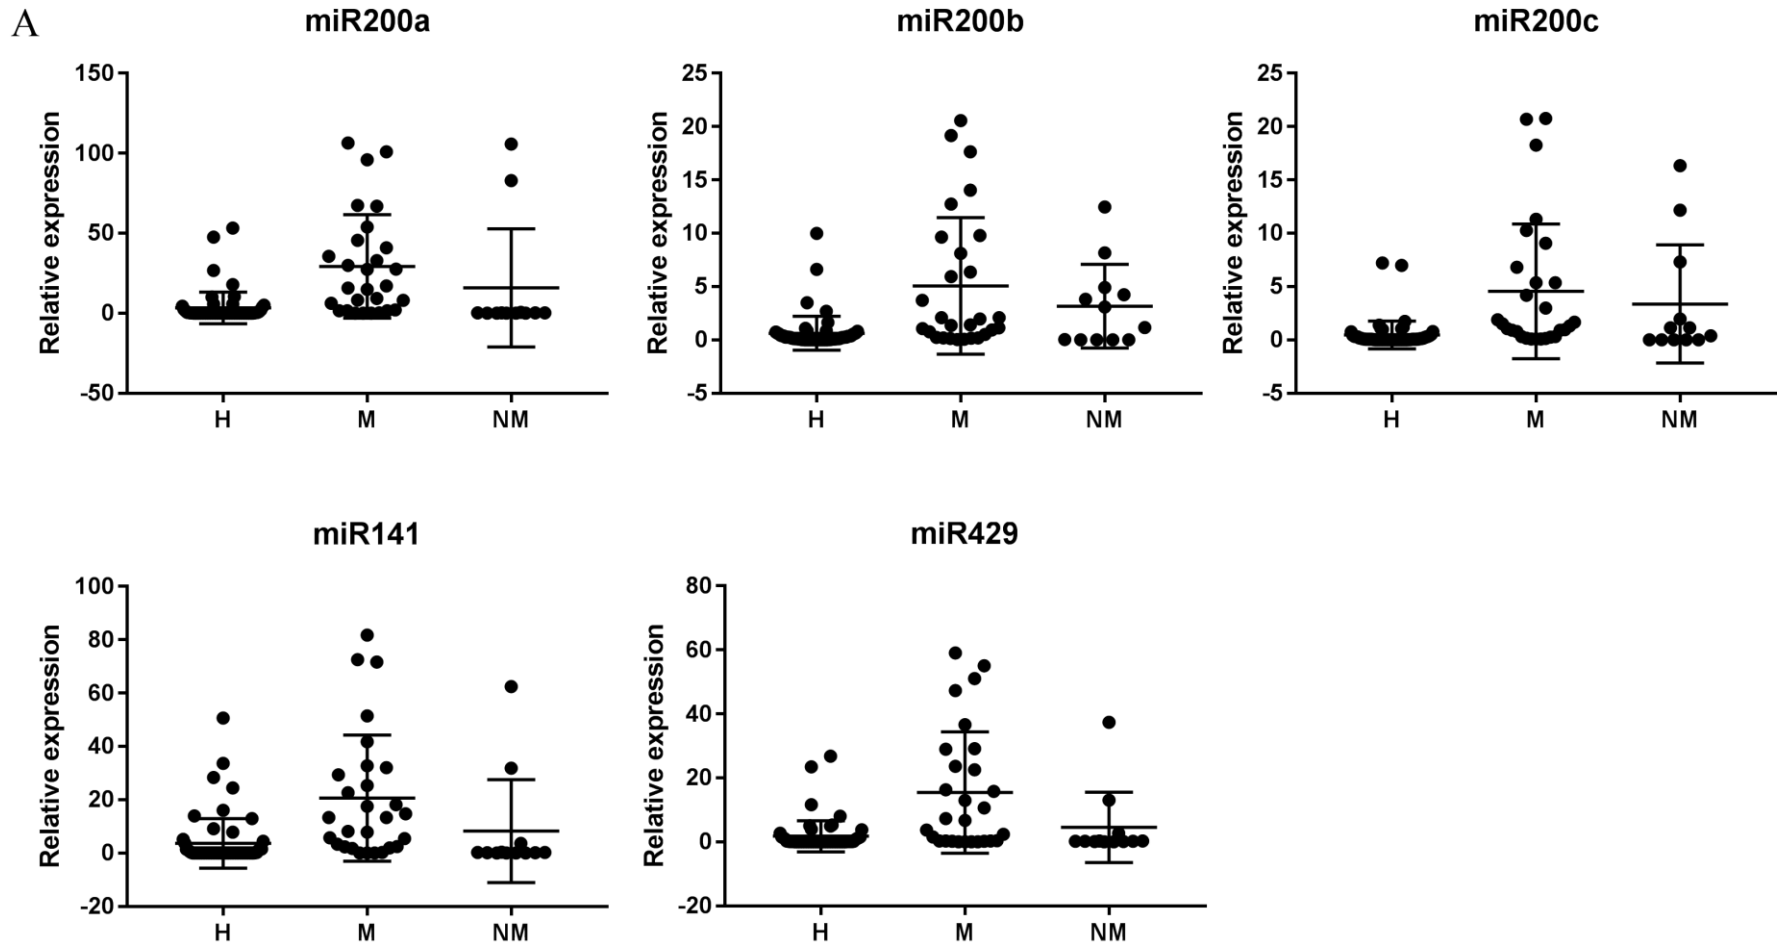 A
miR200a
miR200b
miR200c
Relative expression
150
100
50
0
-50
H M NM
Relative expression
25
20
15
10
5
0
-5
H M NM
Relative expression
25
20
15
10
5
0
-5
H M NM
miR141
miR429
Relative expression
100
80
60
40
20
0
-20
H M NM
Relative expression
80
60
40
20
0
-20
H M NM